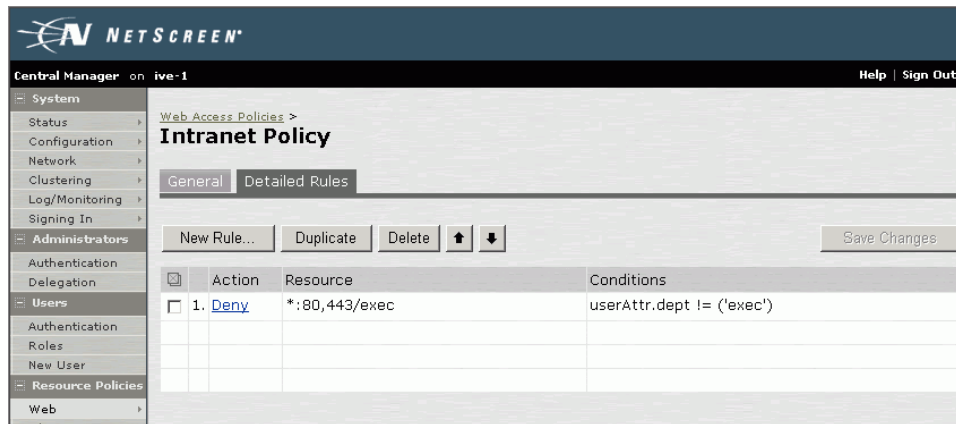 NETSCREEN
Central Manager on ive-1
Help | Sign Out
System
Status
Configuration
Network
Clustering
Log/Monitoring
Signing In
Administrators
Authentication
Delegation
Users
Authentication
Roles
New User
Resource Policies
Web
Web Access Policies >
Intranet Policy
General Detailed Rules
New Rule... Duplicate Delete Save Changes
Action Resource Conditions
1. Deny *:80,443/exec userAttr.dept != ('exec')